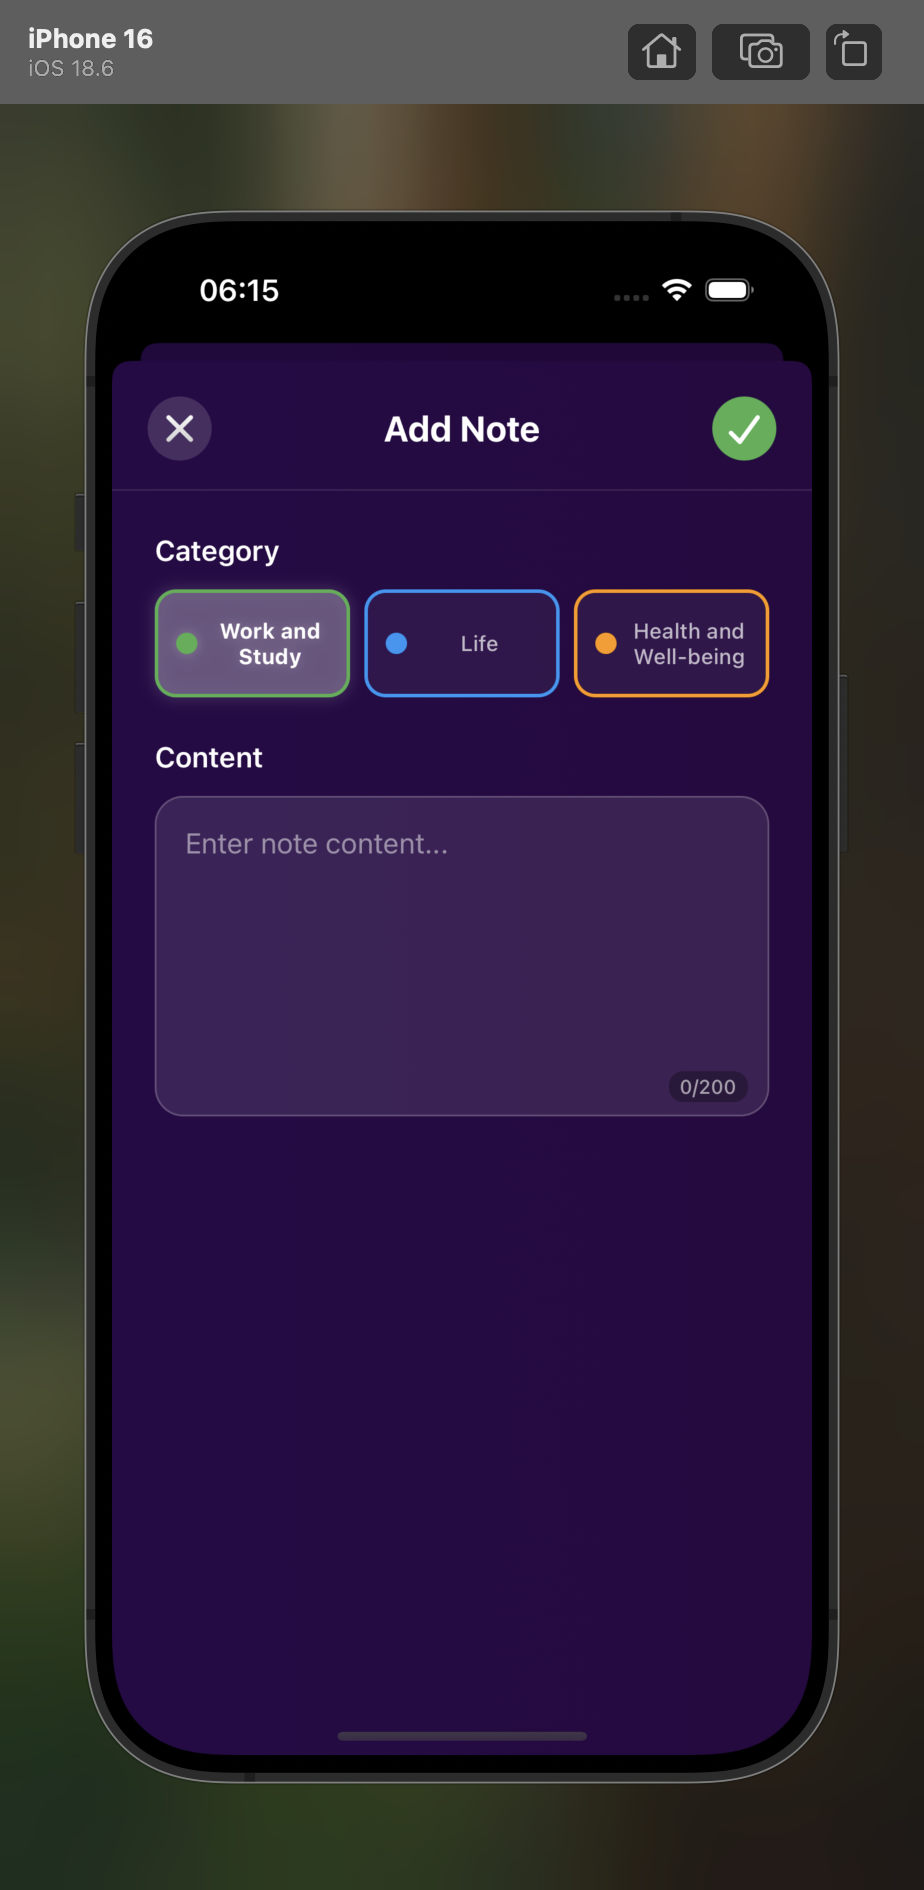 iPhone 16
iOS 18.6
06:15
Add Note
Category
Work and
Study
Life
Health and
Well-being
Content
Enter note content...
0/200